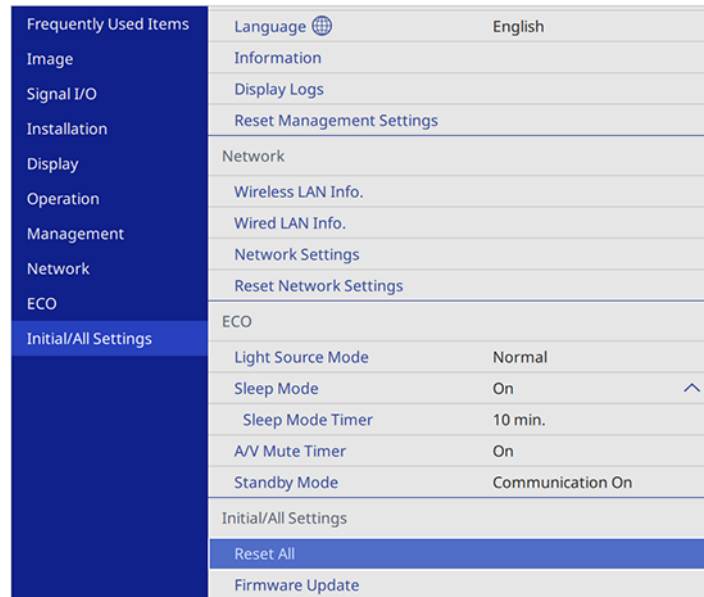 Frequently Used Items
Image
Signal I/O
Installation
Display
Operation
Management
Network
ECO
Initial/All Settings
Language English
Information
Display Logs
Reset Management Settings
Network
Wireless LAN Info.
Wired LAN Info.
Network Settings
Reset Network Settings
ECO
Light Source Mode Normal
Sleep Mode On
Sleep Mode Timer 10 min.
A/V Mute Timer On
Standby Mode Communication On
Initial/All Settings
Reset All
Firmware Update